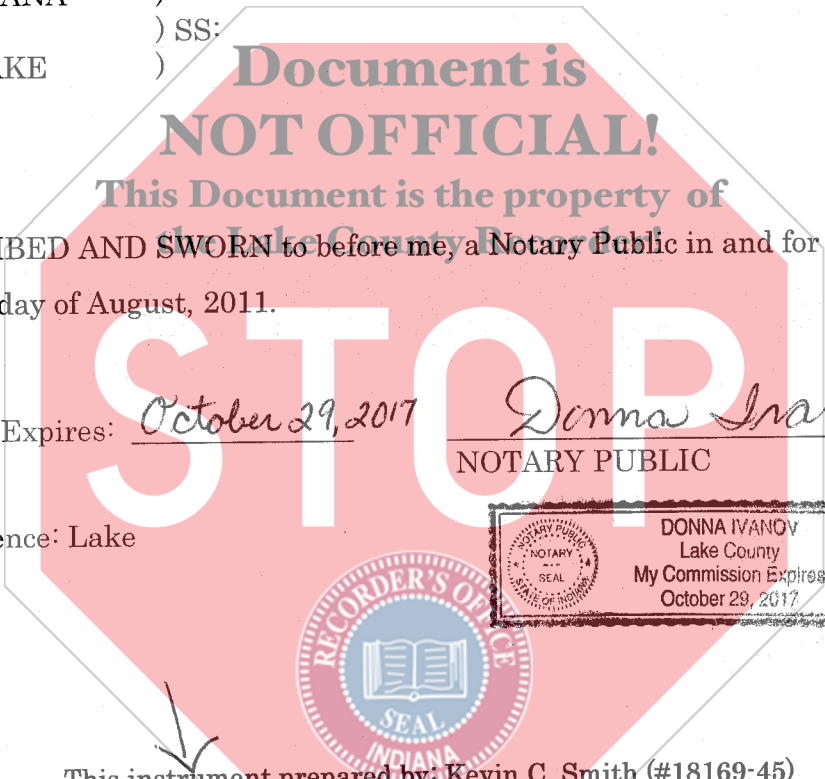 ) SS:
)
Document is
NOT OFFICIAL!
This Document is the property of
the Lake County Recorder!
AND SWORN to before me, a Notary Public in and for
day of August, 2011.
STOP
Expires: October 29, 2017
Donna
NOTARY PUBLIC
Lake
DONNA IVANOV
Lake County
My Commission Expires
October 29, 2017
NOTARY PUBLIC
NOTARY
SEAL
STATE OF INDIANA
RECORDER'S OFFICE
SEAL
INDIANA
This instrument prepared by: Kevin C. Smith (#18169-45)